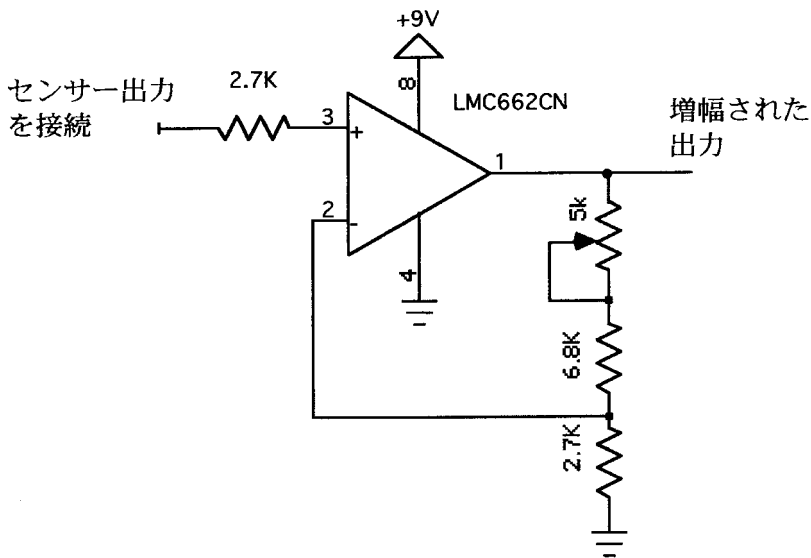 +9V
センサー出力
を接続
2.7K
8
LMC662CN
増幅された
出力
3
+
1
2
-
5k
4
6.8K
2.7K